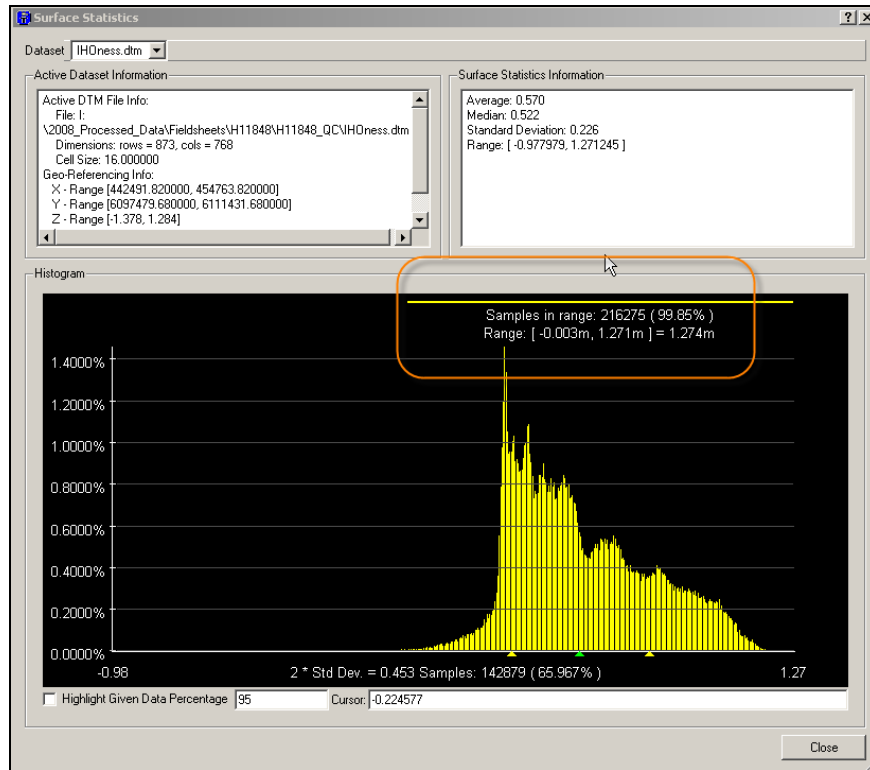 Surface Statistics
Dataset IHOness.dtm
Active Dataset Information
Active DTM File Info:
File: I:
\2008_Processed_Data\Fieldsheets\H11848\H11848_QC\IHOness.dtm
Dimensions: rows = 873, cols = 768
Cell Size: 16.000000
Geo-Referencing Info:
X - Range [442491.820000, 454763.820000]
Y - Range [6097479.680000, 6111431.680000]
Z - Range [-1.378, 1.284]
Surface Statistics Information
Average: 0.570
Median: 0.522
Standard Deviation: 0.226
Range: [ -0.977979, 1.271245 ]
Histogram
Samples in range: 216275 ( 99.85% )
Range: [ -0.003m, 1.271m ] = 1.274m
1.4000%
1.2000%
1.0000%
0.8000%
0.6000%
0.4000%
0.2000%
0.0000%
-0.98
2 * Std Dev. = 0.453 Samples: 142879 ( 65.967% )
1.27
Highlight Given Data Percentage 95
Cursor: -0.224577
Close